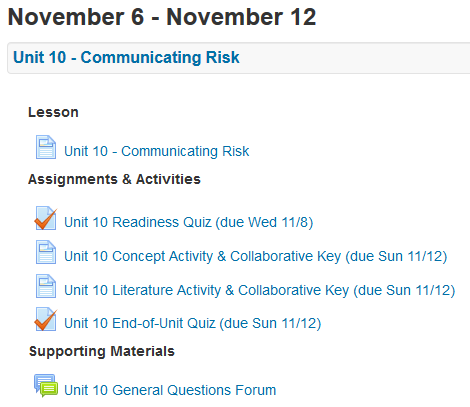 November 6 - November 12
Unit 10 - Communicating Risk
Lesson
Unit 10 - Communicating Risk
Assignments & Activities
Unit 10 Readiness Quiz (due Wed 11/8)
Unit 10 Concept Activity & Collaborative Key (due Sun 11/12)
Unit 10 Literature Activity & Collaborative Key (due Sun 11/12)
Unit 10 End-of-Unit Quiz (due Sun 11/12)
Supporting Materials
Unit 10 General Questions Forum